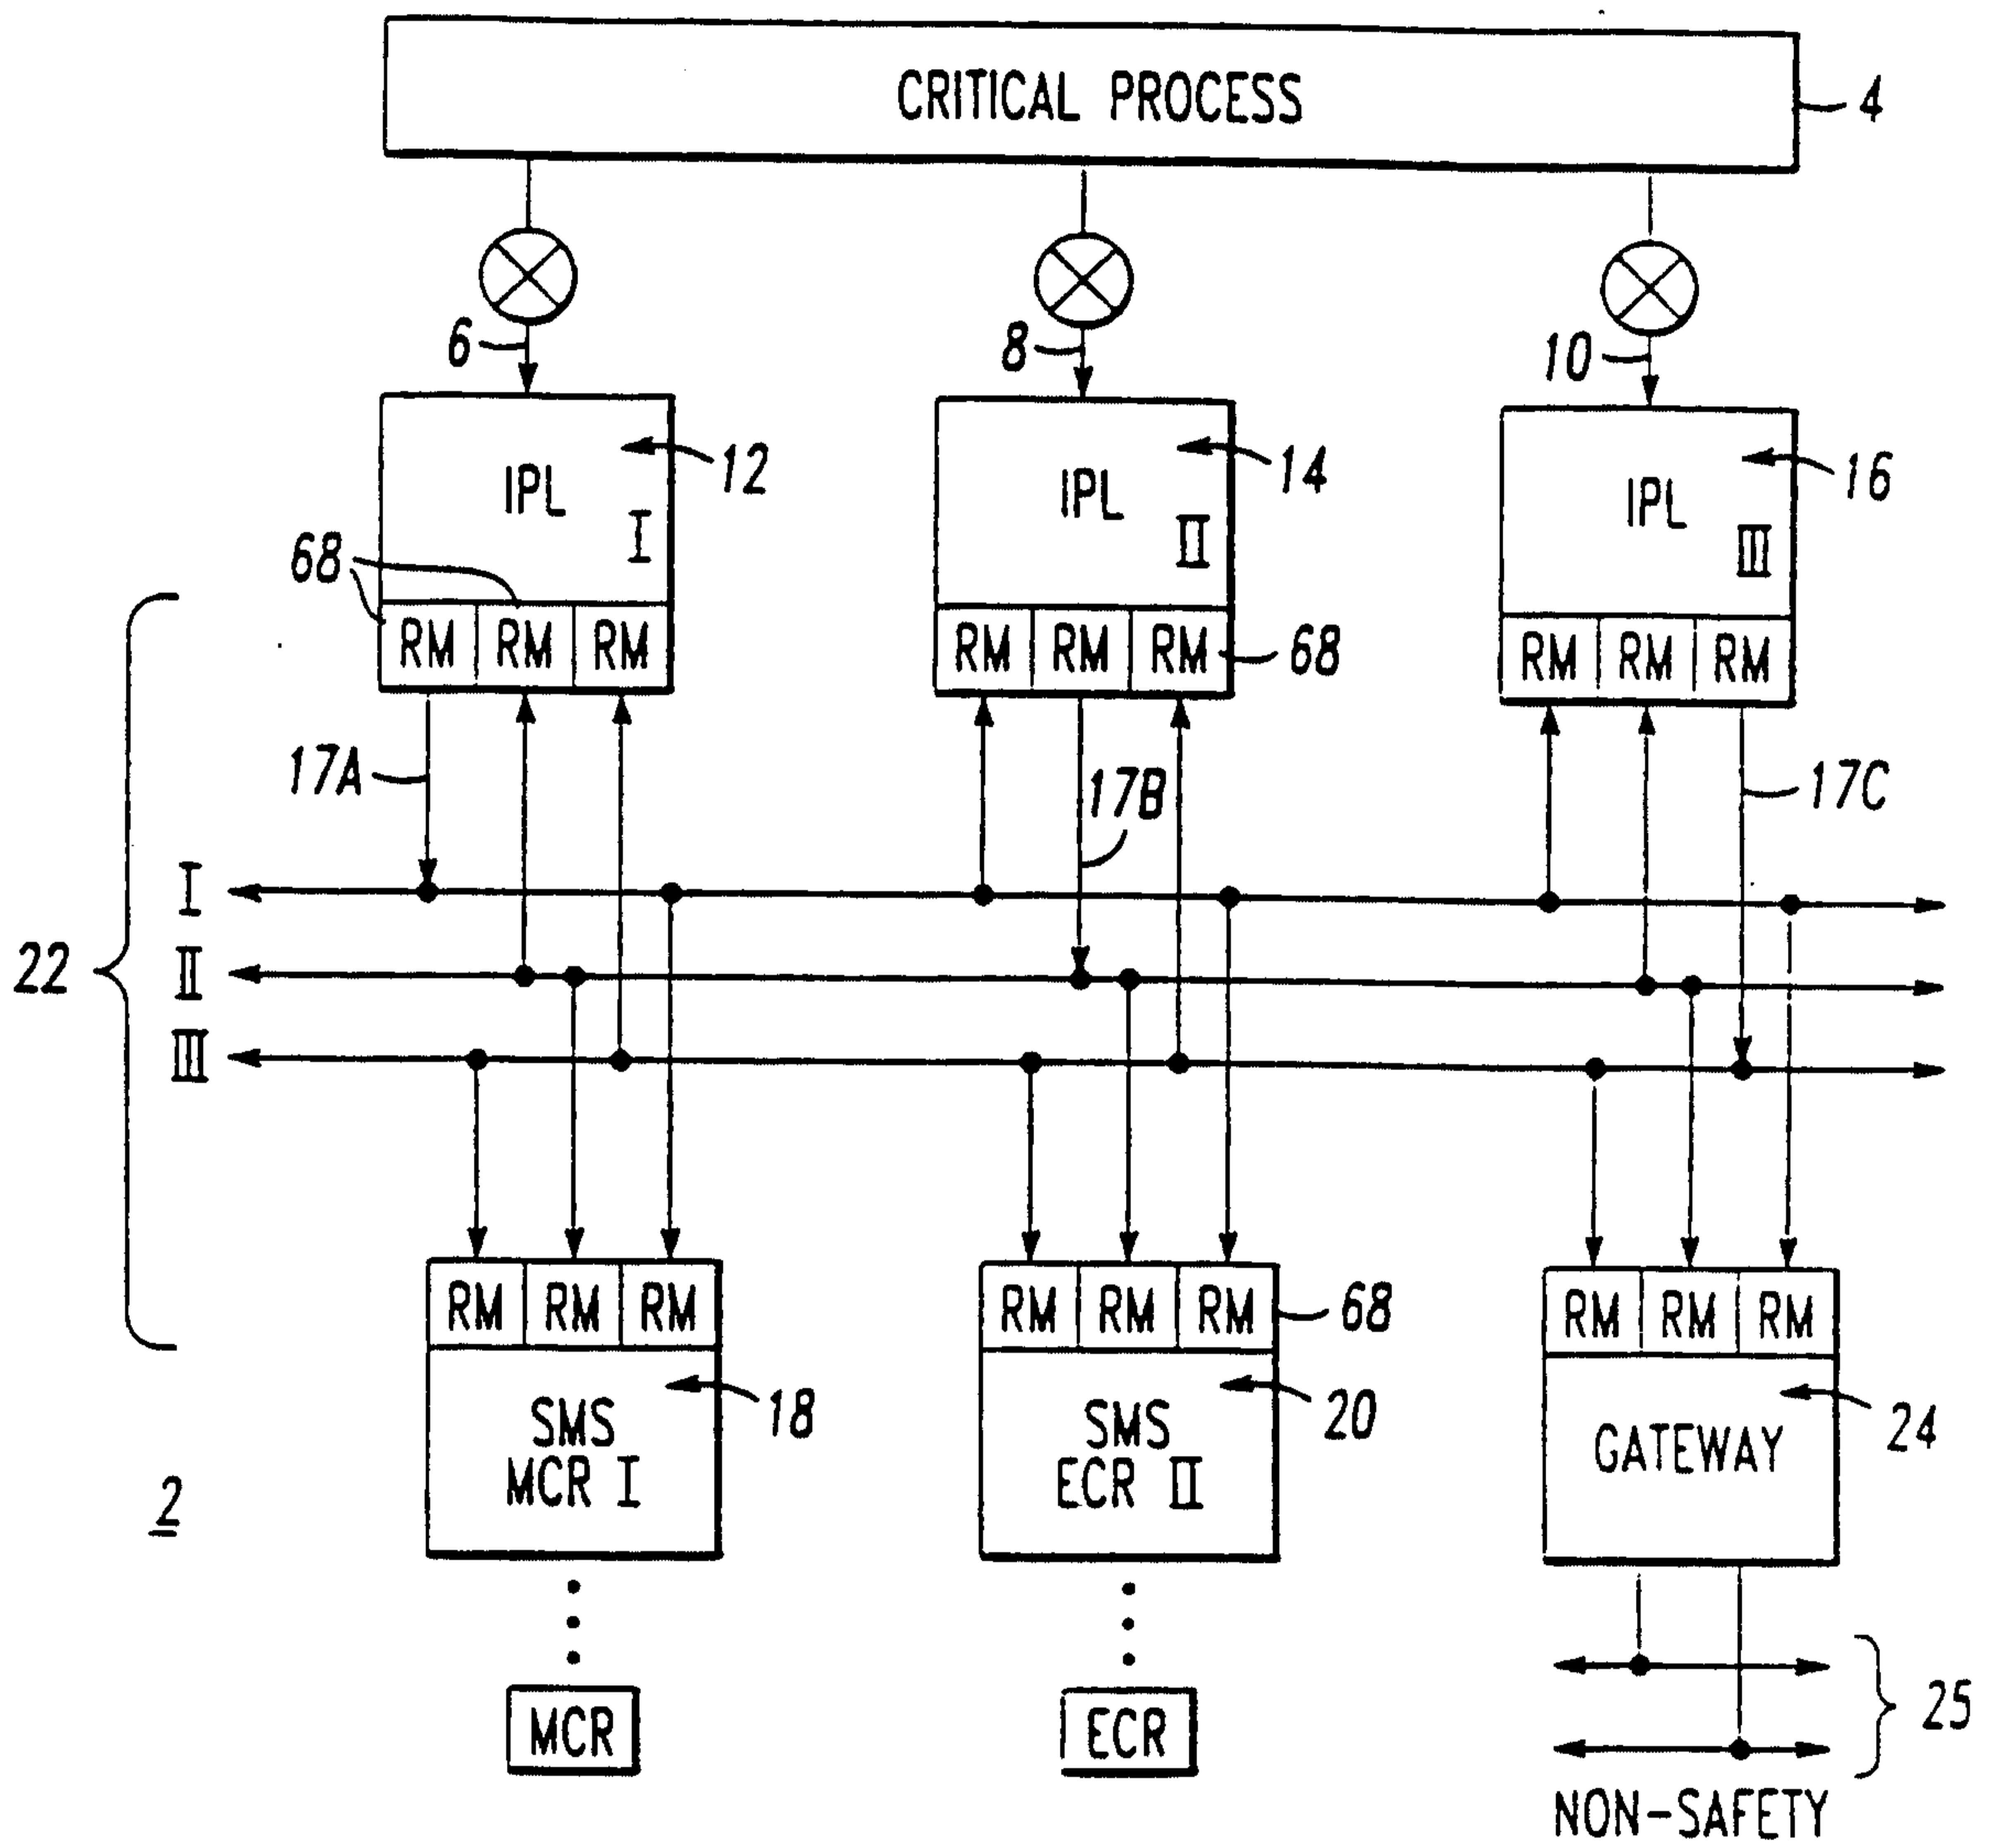 CRITICAL PROCESS
4
6
8
10
IPL
I
12
IPL
II
14
IPL
III
16
68
RM RM RM
RM RM RM
68
RM RM RM
17A
17B
17C
22
I
II
III
RM RM RM
RM RM RM
68
RM RM RM
SMS
MCR I
18
SMS
ECR II
20
GATEWAY
24
2
MCR
ECR
25
NON-SAFETY